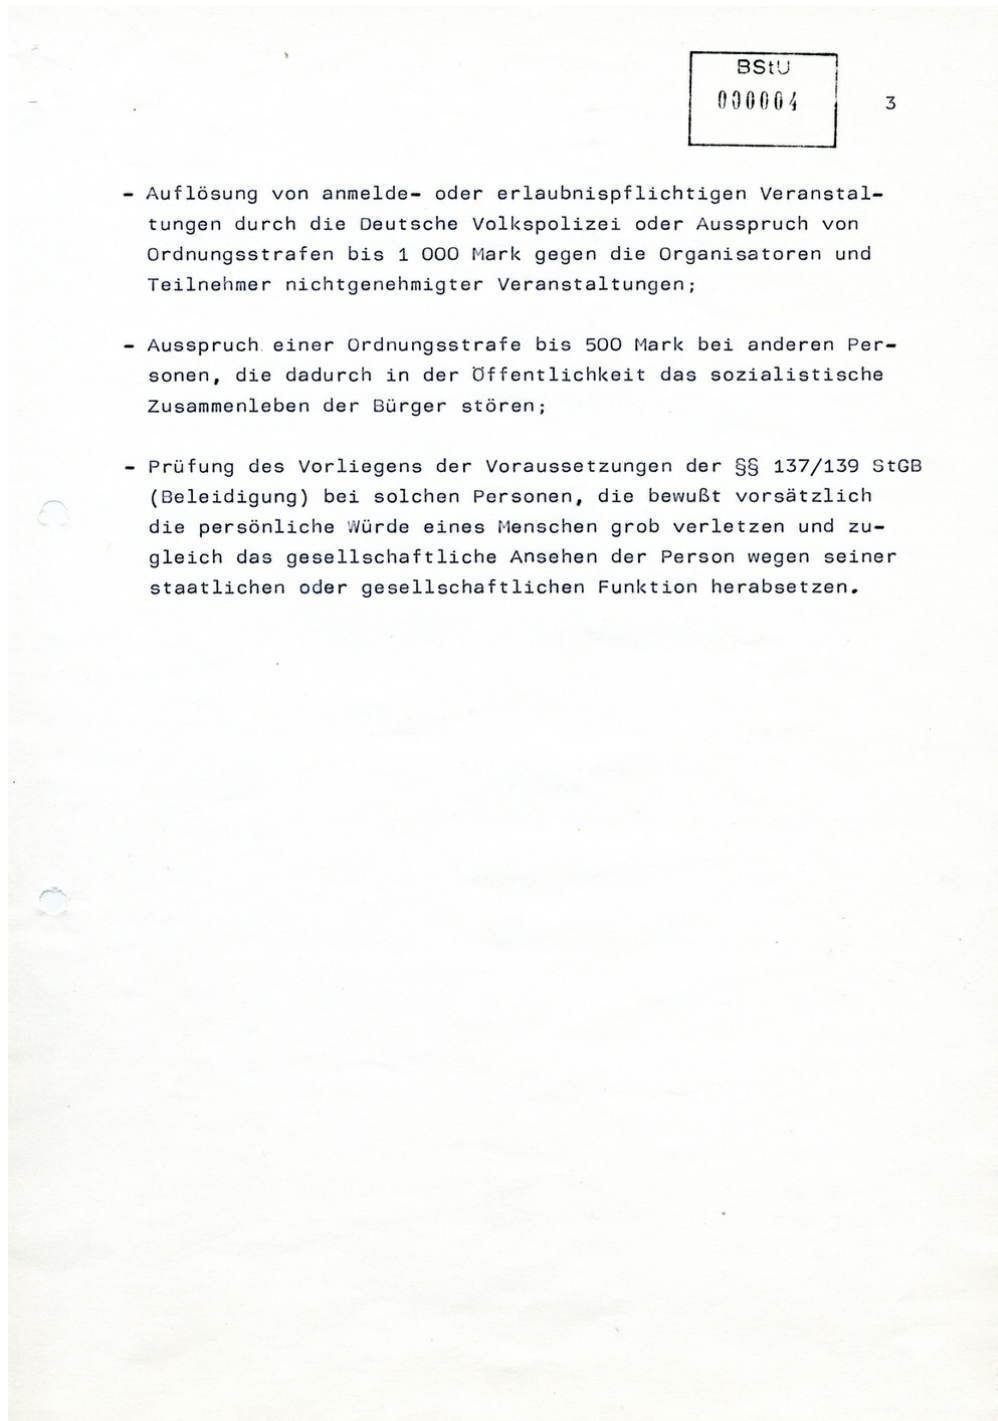 BStU
000004
3
- Auflösung von anmelde- oder erlaubnispflichtigen Veranstal-
tungen durch die Deutsche Volkspolizei oder Ausspruch von
Ordnungsstrafen bis 1 000 Mark gegen die Organisatoren und
Teilnehmer nichtgenehmigter Veranstaltungen;
- Ausspruch einer Ordnungsstrafe bis 500 Mark bei anderen Per-
sonen, die dadurch in der Öffentlichkeit das sozialistische
Zusammenleben der Bürger stören;
- Prüfung des Vorliegens der Voraussetzungen der §§ 137/139 StGB
(Beleidigung) bei solchen Personen, die bewußt vorsätzlich
die persönliche Würde eines Menschen grob verletzen und zu-
gleich das gesellschaftliche Ansehen der Person wegen seiner
staatlichen oder gesellschaftlichen Funktion herabsetzen.